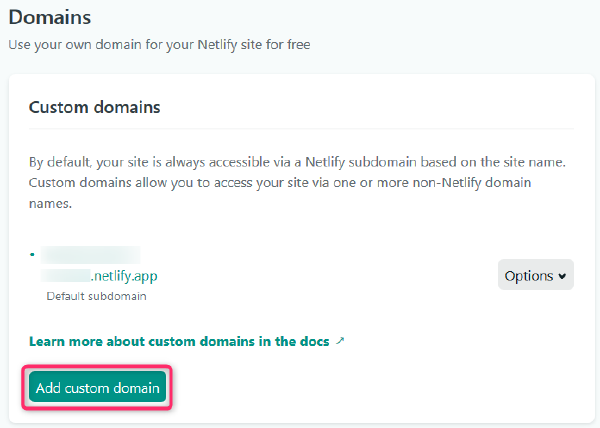 Domains
Use your own domain for your Netlify site for free
Custom domains
By default, your site is always accessible via a Netlify subdomain based on the site name.
Custom domains allow you to access your site via one or more non-Netlify domain
names.
.netlify.app
Default subdomain
Options
Learn more about custom domains in the docs ↗
Add custom domain